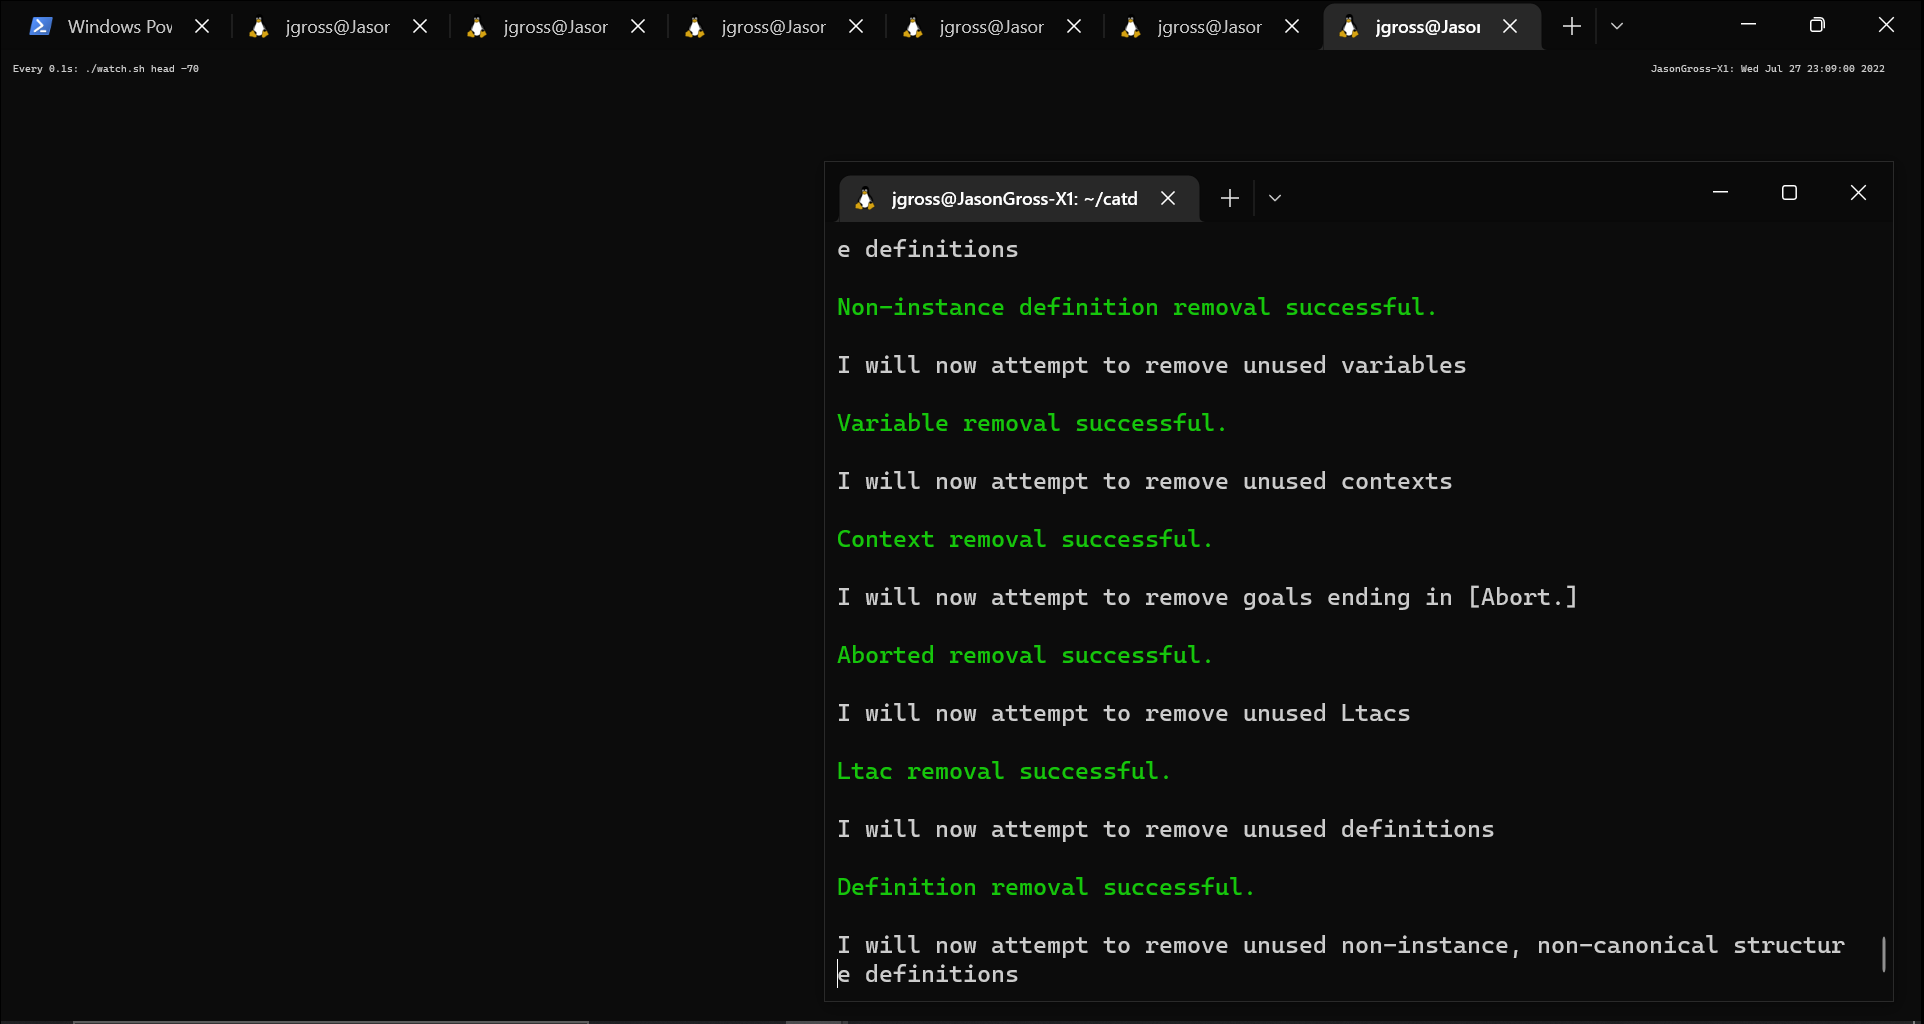 Windows Pov
jgross@Jasor
jgross@Jasor
jgross@Jasor
jgross@Jasor
jgross@Jasor
jgross@Jasor
Every 0.1s: ./watch.sh head -70
JasonGross-X1: Wed Jul 27 23:09:00 2022
jgross@JasonGross-X1: ~/catd
e definitions
Non-instance definition removal successful.
I will now attempt to remove unused variables
Variable removal successful.
I will now attempt to remove unused contexts
Context removal successful.
I will now attempt to remove goals ending in [Abort.]
Aborted removal successful.
I will now attempt to remove unused Ltacs
Ltac removal successful.
I will now attempt to remove unused definitions
Definition removal successful.
I will now attempt to remove unused non-instance, non-canonical structur
e definitions